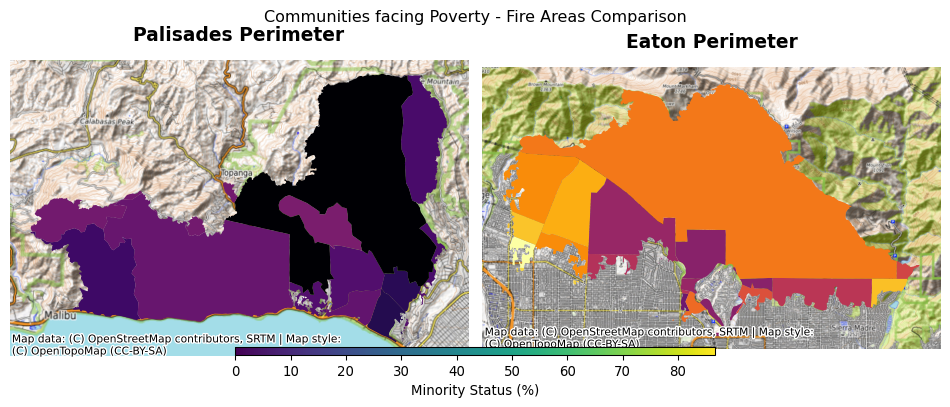 Communities facing Poverty - Fire Areas Comparison
Palisades Perimeter
Eaton Perimeter
Calabasas Peak
Topanga
Malibu
Map data: (C) OpenStreetMap contributors, SRTM | Map style:
(C) OpenTopoMap (CC-BY-SA)
Sierra Madre
Map data: (C) OpenStreetMap contributors, SRTM | Map style:
(C) OpenTopoMap (CC-BY-SA)
0 10 20 30 40 50 60 70 80
Minority Status (%)